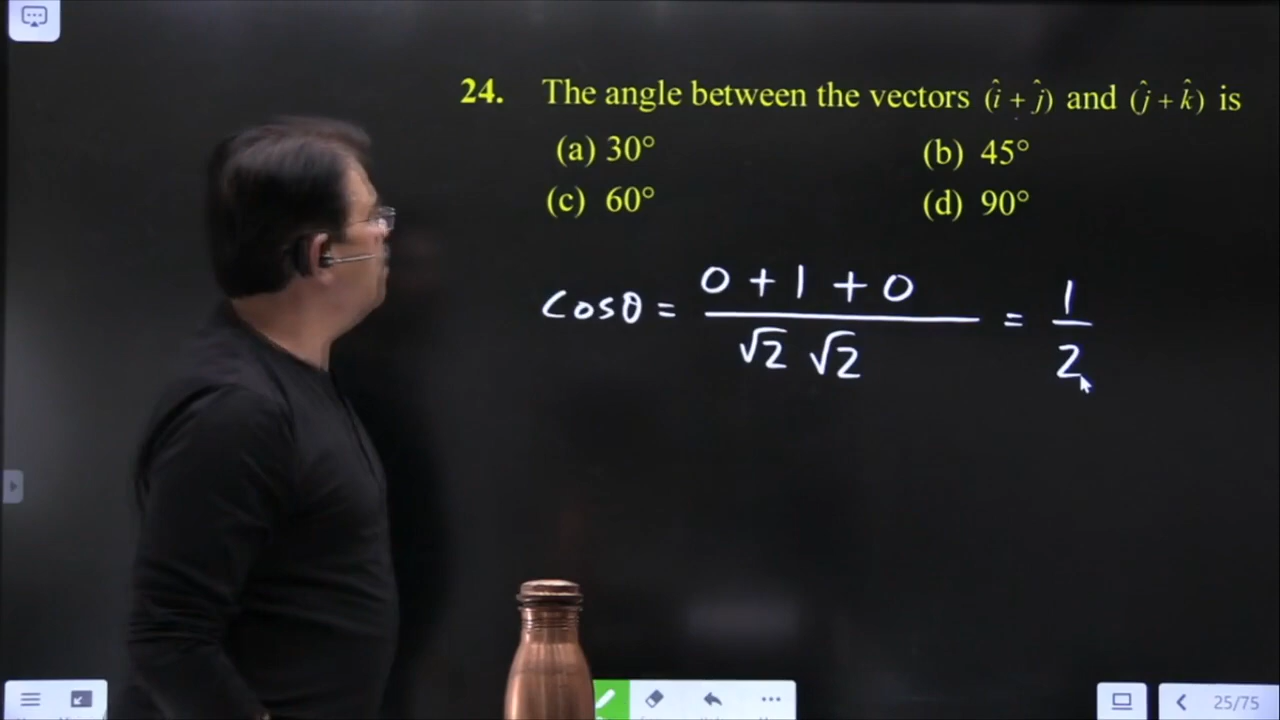 24. The angle between the vectors (î + ĵ) and (ĵ + k̂) is
(a) 30° (b) 45°
(c) 60° (d) 90°
cosθ = (0 + 1 + 0) / (√2 √2) = 1/2
25/75